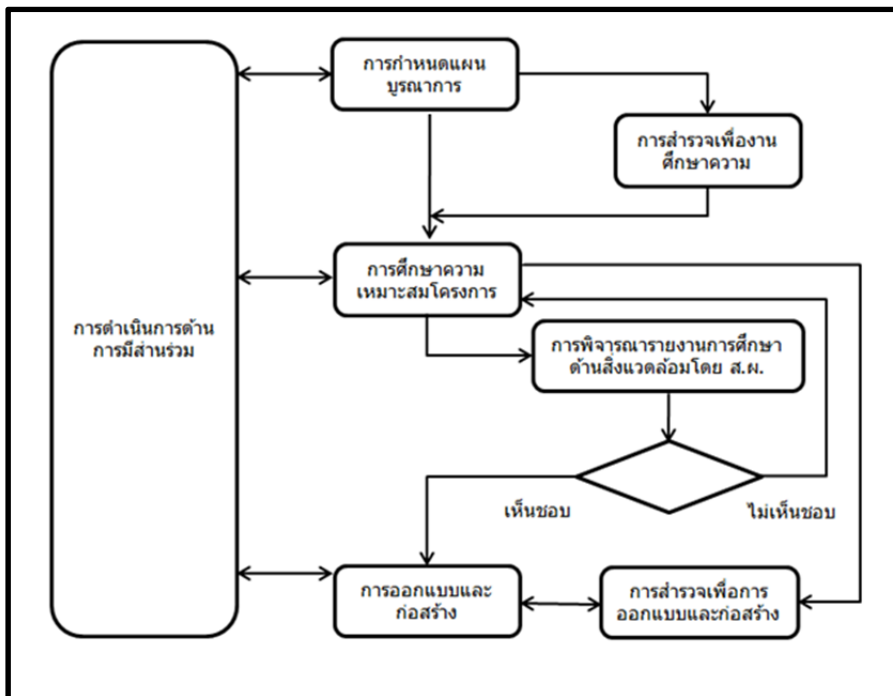 การกำหนดแผน
บูรณาการ
การสำรวจเพื่องาน
ศึกษาความ
การศึกษาความ
เหมาะสมโครงการ
การดำเนินการด้าน
การมีส่วนร่วม
การพิจารณารายงานการศึกษา
ด้านสิ่งแวดล้อมโดย ส.ผ.
เห็นชอบ
ไม่เห็นชอบ
การออกแบบและ
ก่อสร้าง
การสำรวจเพื่อการ
ออกแบบและก่อสร้าง